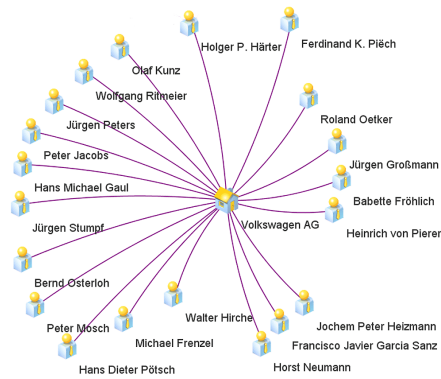 Ferdinand K. Piëch
Holger P. Härter
Olaf Kunz
Wolfgang Ritmeier
Roland Oetker
Jürgen Peters
Peter Jacobs
Jürgen Großmann
Hans Michael Gaul
Babette Fröhlich
Jürgen Stumpf
Volkswagen AG
Heinrich von Pierer
Bernd Osterloh
Walter Hirche
Peter Mosch
Jochem Peter Heizmann
Michael Frenzel
Francisco Javier Garcia Sanz
Hans Dieter Pötsch
Horst Neumann